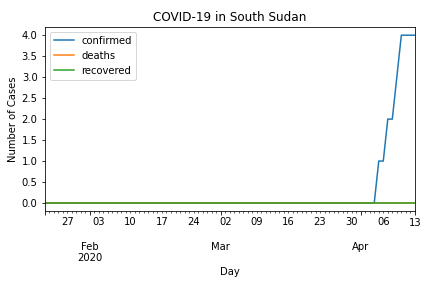 COVID-19 in South Sudan
confirmed
deaths
recovered
Number of Cases
4.0
3.5
3.0
2.5
2.0
1.5
1.0
0.5
0.0
27 03 10 17 24 02 09 16 23 06 13
Feb Mar Apr
2020
Day